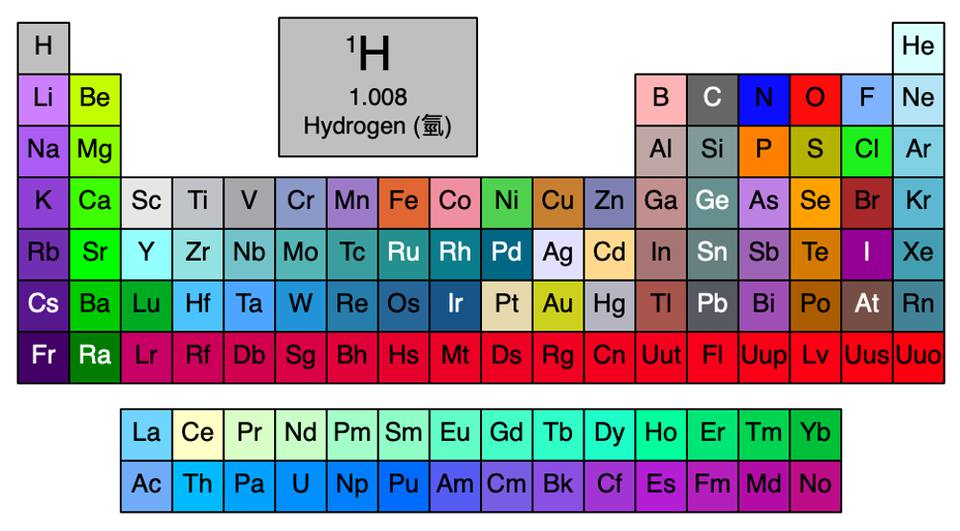 H He
¹H
1.008
Hydrogen (氫)
Li Be B C N O F Ne
Na Mg Al Si P S Cl Ar
K Ca Sc Ti V Cr Mn Fe Co Ni Cu Zn Ga Ge As Se Br Kr
Rb Sr Y Zr Nb Mo Tc Ru Rh Pd Ag Cd In Sn Sb Te I Xe
Cs Ba Lu Hf Ta W Re Os Ir Pt Au Hg Tl Pb Bi Po At Rn
Fr Ra Lr Rf Db Sg Bh Hs Mt Ds Rg Cn Uut Fl Uup Lv Uus Uuo
La Ce Pr Nd Pm Sm Eu Gd Tb Dy Ho Er Tm Yb
Ac Th Pa U Np Pu Am Cm Bk Cf Es Fm Md No